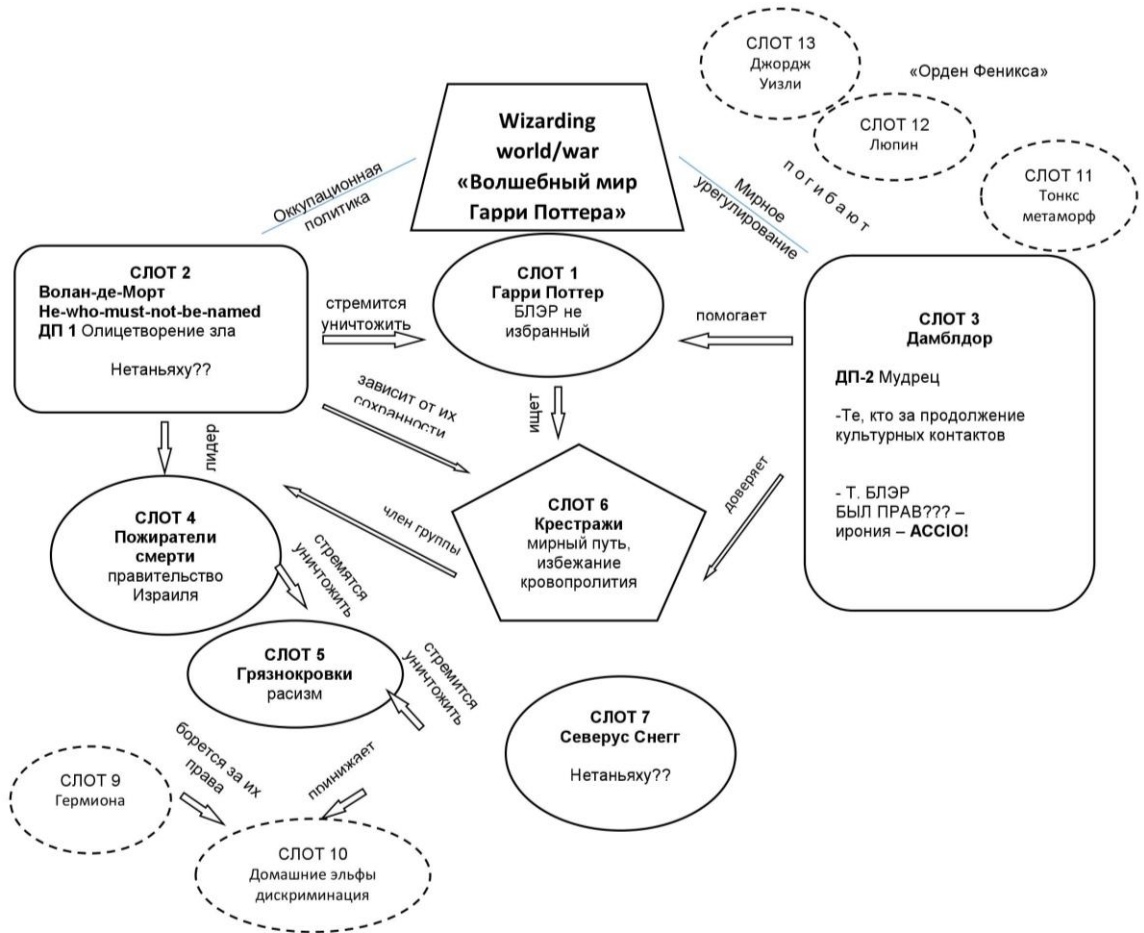 СЛОТ 13
Джордж
Уизли
«Орден Феникса»
СЛОТ 12
Люпин
СЛОТ 11
Тонкс
метаморф
погибают
Wizarding
world/war
«Волшебный мир
Гарри Поттера»
Оккупационная
политика
Мирное
урегулирование
СЛОТ 2
Волан-де-Морт
He-who-must-not-be-named
ДП 1 Олицетворение зла
Нетаньяху??
стремится
уничтожить
СЛОТ 1
Гарри Поттер
БЛЭР не
избранный
помогает
СЛОТ 3
Дамблдор
ДП-2 Мудрец
-Те, кто за продолжение
культурных контактов
- Т. БЛЭР
БЫЛ ПРАВ??? –
ирония – ACCIO!
лидер
зависит от их
сохранности
ищет
доверяет
член группы
СЛОТ 4
Пожиратели
смерти
правительство
Израиля
СЛОТ 6
Крестражи
мирный путь,
избежание
кровопролития
стремятся
уничтожить
СЛОТ 5
Грязнокровки
расизм
стремится
уничтожить
СЛОТ 7
Северус Снегг
Нетаньяху??
борется за их
права
принижает
СЛОТ 9
Гермиона
СЛОТ 10
Домашние эльфы
дискриминация